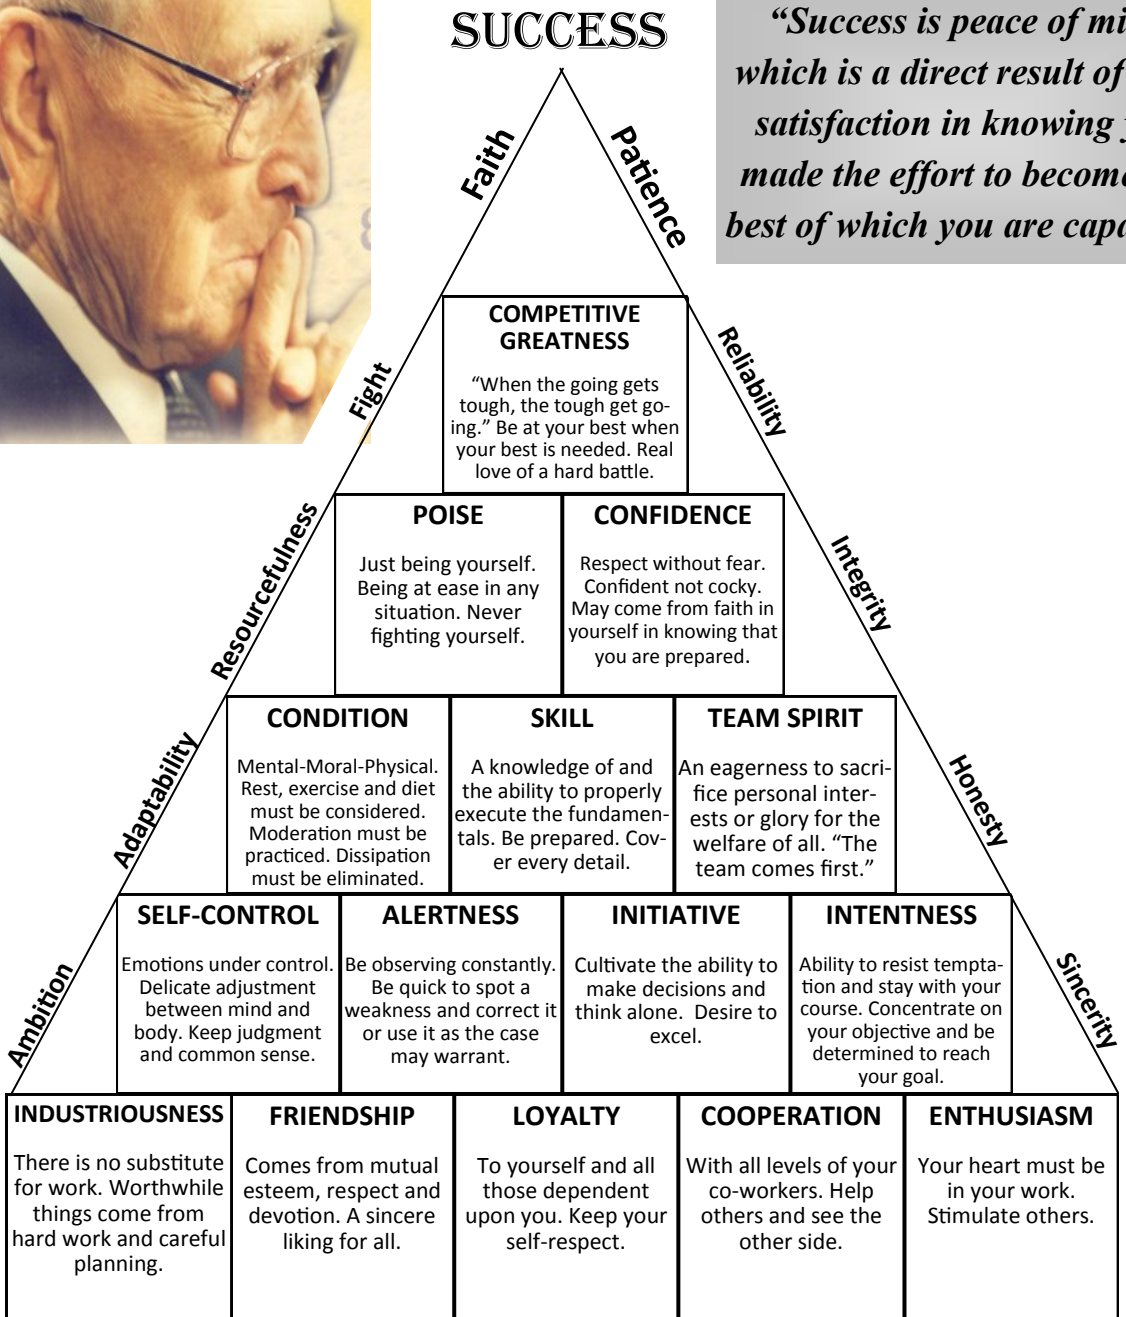 SUCCESS
“Success is peace of
which is a direct result of
satisfaction in knowing
made the effort to
best of which you are
Faith
Patience
COMPETITIVE
GREATNESS
“When the going gets
tough, the tough get go-
ing.” Be at your best when
your best is needed. Real
love of a hard battle.
Fight
Reliability
POISE
Just being yourself.
Being at ease in any
situation. Never
fighting yourself.
CONFIDENCE
Respect without fear.
Confident not cocky.
May come from faith in
yourself in knowing that
you are prepared.
Resourcefulness
Integrity
CONDITION
Mental-Moral-Physical.
Rest, exercise and diet
must be considered.
Moderation must be
practiced. Dissipation
must be eliminated.
SKILL
A knowledge of and
the ability to properly
execute the fundamen-
tals. Be prepared. Cov-
er every detail.
TEAM SPIRIT
An eagerness to sacri-
fice personal inter-
ests or glory for the
welfare of all. “The
team comes first.”
Adaptability
Honesty
SELF-CONTROL
Emotions under control.
Delicate adjustment
between mind and
body. Keep judgment
and common sense.
ALERTNESS
Be observing constantly.
Be quick to spot a
weakness and correct it
or use it as the case
may warrant.
INITIATIVE
Cultivate the ability to
make decisions and
think alone.  Desire to
excel.
INTENTNESS
Ability to resist tempta-
tion and stay with your
course. Concentrate on
your objective and be
determined to reach
your goal.
Ambition
Sincerity
INDUSTRIOUSNESS
There is no substitute
for work. Worthwhile
things come from
hard work and careful
planning.
FRIENDSHIP
Comes from mutual
esteem, respect and
devotion. A sincere
liking for all.
LOYALTY
To yourself and all
those dependent
upon you. Keep your
self-respect.
COOPERATION
With all levels of your
co-workers. Help
others and see the
other side.
ENTHUSIASM
Your heart must be
in your work.
Stimulate others.